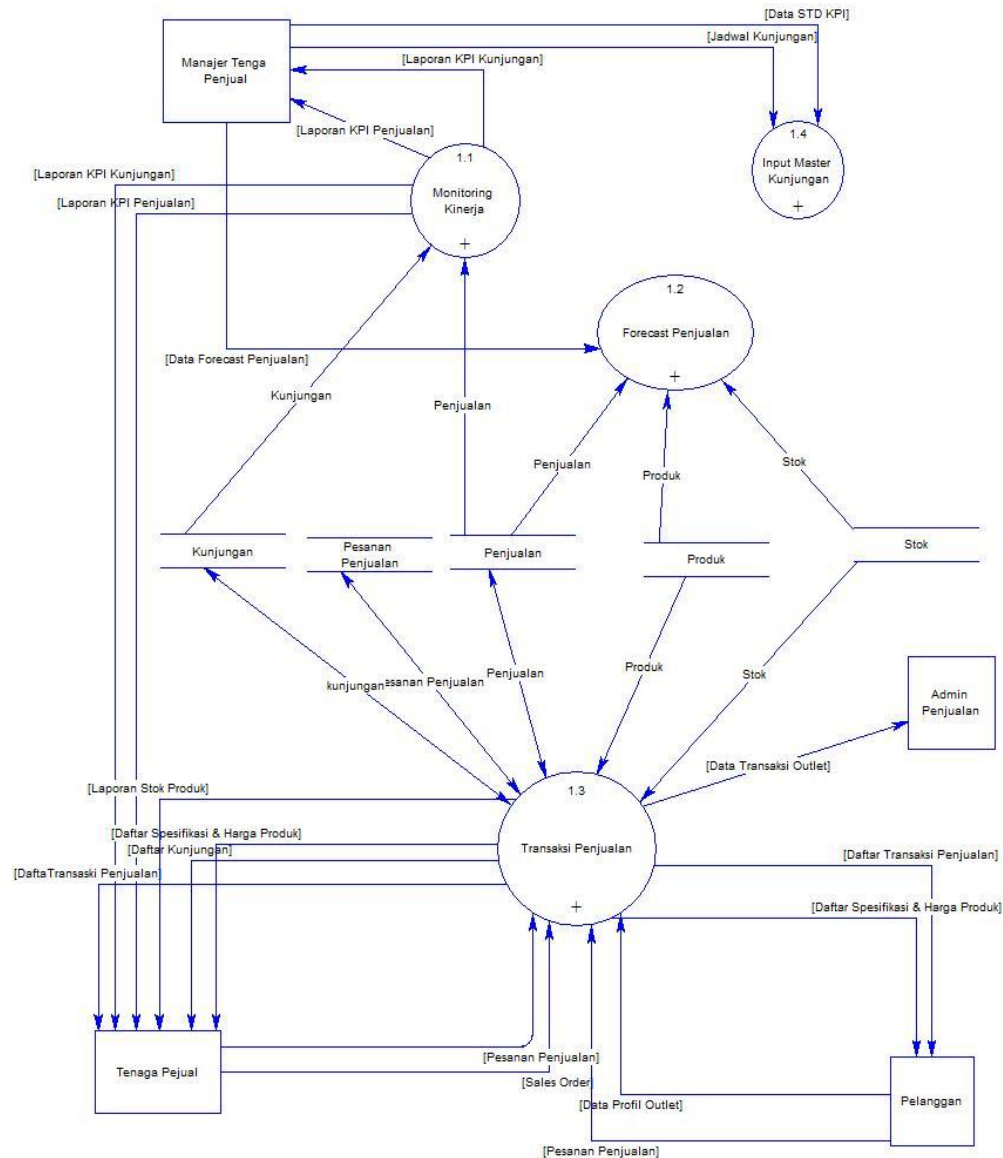 [Data STD KPI]
[Jadwal Kunjungan]
Manajer Tenga
Penjual
[Laporan KPI Kunjungan]
[Laporan KPI Penjualan]
1.1
Monitoring
Kinerja
+
1.4
Input Master
Kunjungan
+
[Laporan KPI Kunjungan]
[Laporan KPI Penjualan]
1.2
Forecast Penjualan
+
[Data Forecast Penjualan]
Kunjungan
Penjualan
Penjualan
Produk
Stok
Kunjungan
Pesanan
Penjualan
Penjualan
Produk
Stok
kunjungan
esanan Penjualan
Penjualan
Produk
Stok
Admin
Penjualan
[Data Transaksi Outlet]
1.3
Transaksi Penjualan
+
[Laporan Stok Produk]
[Daftar Spesifikasi & Harga Produk]
[Daftar Kunjungan]
[DaftaTransaski Penjualan]
[Daftar Transaksi Penjualan]
[Daftar Spesifikasi & Harga Produk]
Tenaga Pejual
[Pesanan Penjualan]
[Sales Order]
[Data Profil Outlet]
[Pesanan Penjualan]
Pelanggan